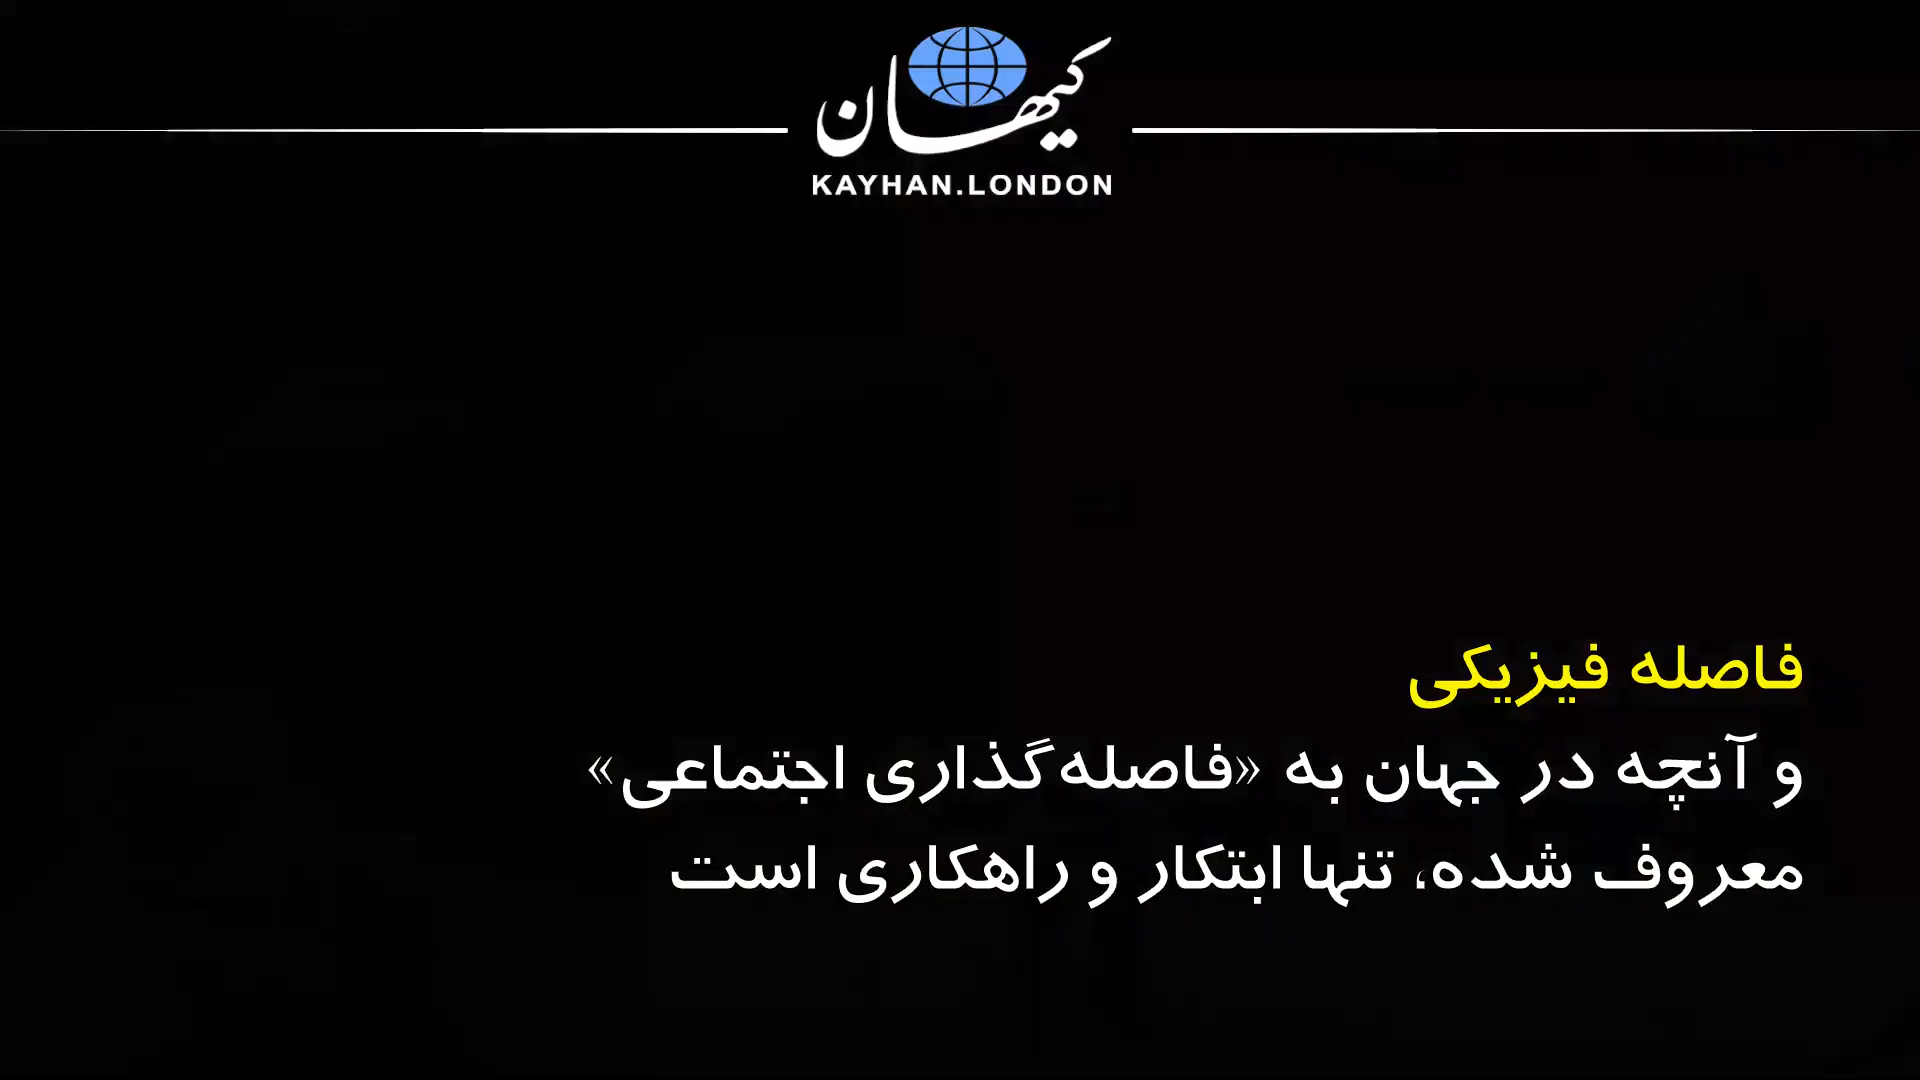 کیهان
KAYHAN.LONDON
فاصله فیزیکی
و آنچه در جهان به «فاصله‌گذاری اجتماعی»
معروف شده، تنها ابتکار و راهکاری است